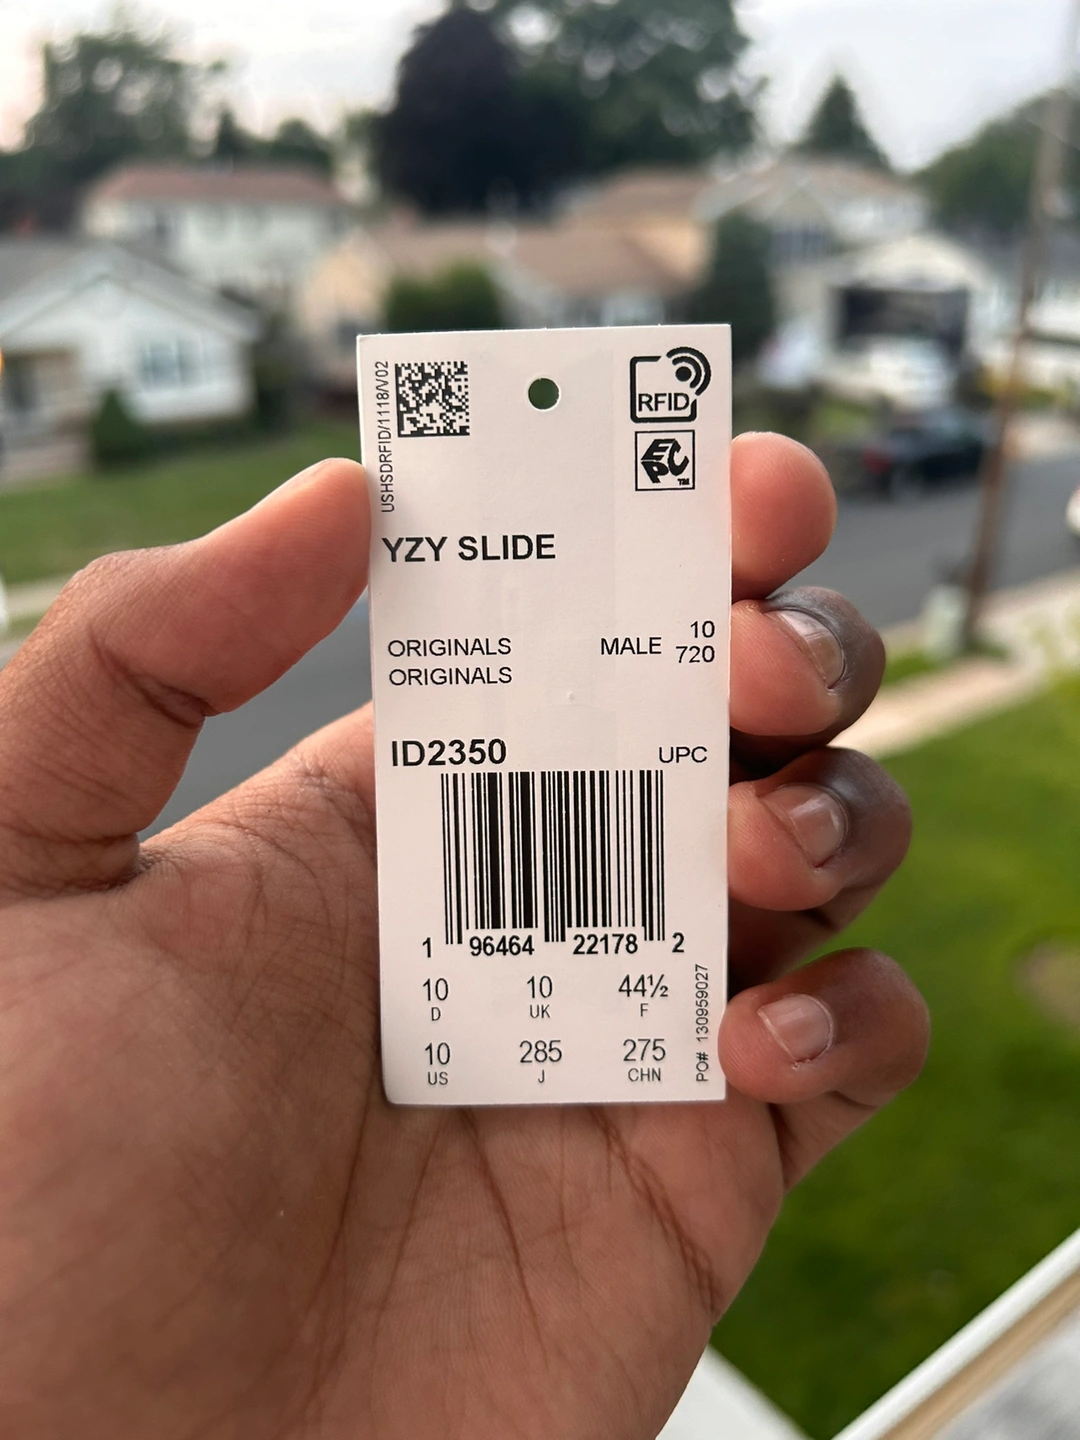 USHSDRFID/1118/V02
RFID
EPC™
YZY SLIDE
ORIGINALS
ORIGINALS
MALE 10
720
ID2350
UPC
1 96464 22178 2
10 10 44½
D UK F
10 285 275
US J CHN
PO# 130959027